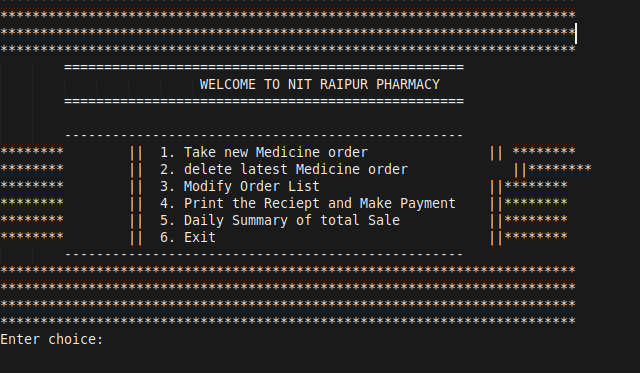 ************************************************************************
************************************************************************
************************************************************************
==================================================
WELCOME TO NIT RAIPUR PHARMACY
==================================================
--------------------------------------------------
******** || 1. Take new Medicine order || ********
******** || 2. delete latest Medicine order ||********
******** || 3. Modify Order List ||********
******** || 4. Print the Reciept and Make Payment ||********
******** || 5. Daily Summary of total Sale ||********
******** || 6. Exit ||********
--------------------------------------------------
************************************************************************
************************************************************************
************************************************************************
************************************************************************
Enter choice: